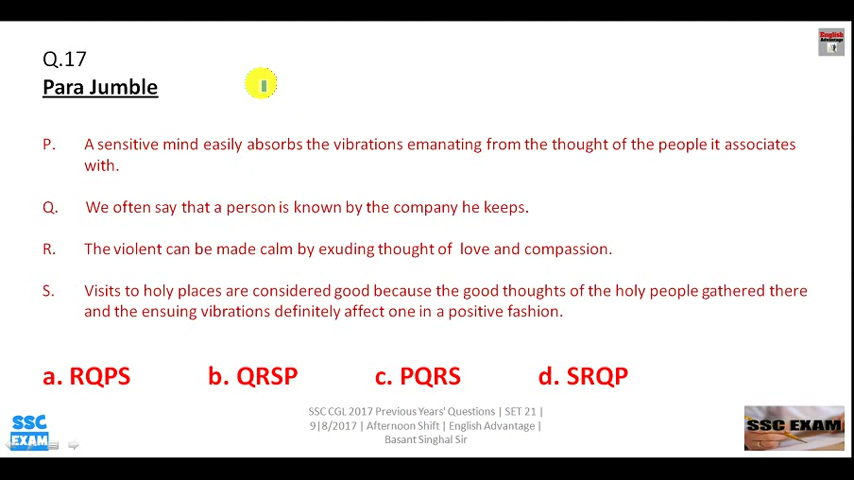 Q.17
English
Advantage
Para Jumble
P. A sensitive mind easily absorbs the vibrations emanating from the thought of the people it associates
with.
Q. We often say that a person is known by the company he keeps.
R. The violent can be made calm by exuding thought of love and compassion.
S. Visits to holy places are considered good because the good thoughts of the holy people gathered there
and the ensuing vibrations definitely affect one in a positive fashion.
a. RQPS b. QRSP c. PQRS d. SRQP
SSC CGL 2017 Previous Years' Questions | SET 21 |
9|8/2017 | Afternoon Shift | English Advantage |
Basant Singhal Sir
SSC
EXAM
SSC EXAM